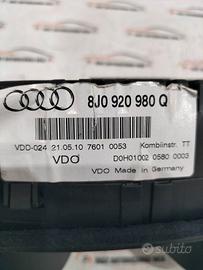 8J0 920 980 Q
VDD-024 21.05.10 7601 0053 Kombiinstr. TT
VDO D0H01002 0580 0003
VDO Made in Germany
subito